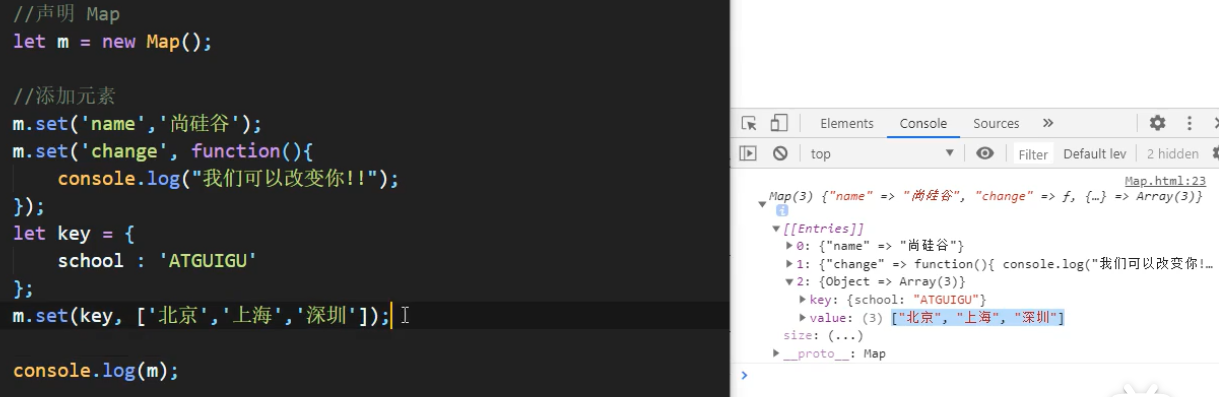 //声明 Map
let m = new Map();
//添加元素
m.set('name','尚硅谷');
m.set('change', function(){
console.log("我们可以改变你!!");
});
let key = {
school : 'ATGUIGU'
};
m.set(key, ['北京','上海','深圳']);
console.log(m);
Elements Console Sources »
top Filter Default lev 2 hidden
Map.html:23
Map(3) {"name" => "尚硅谷", "change" => ƒ, {…} => Array(3)}
i
[[Entries]]
0: {"name" => "尚硅谷"}
1: {"change" => function(){ console.log("我们可以改变你!…
2: {Object => Array(3)}
key: {school: "ATGUIGU"}
value: (3) ["北京", "上海", "深圳"]
size: (...)
__proto__: Map